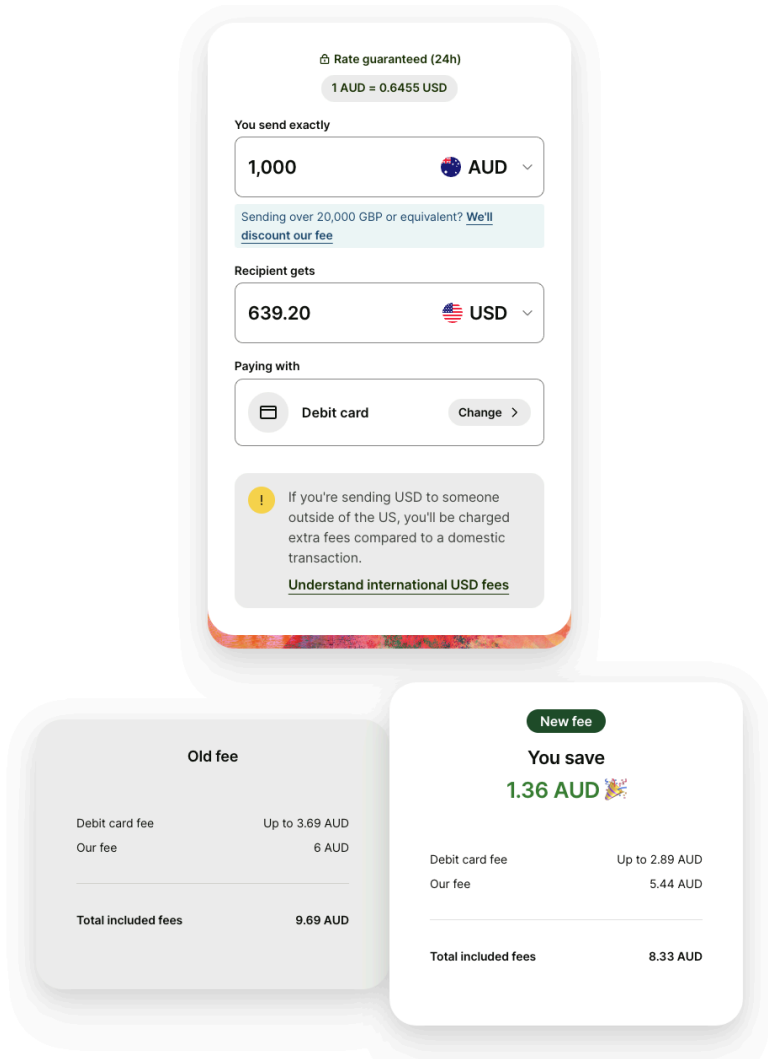 Rate guaranteed (24h)
1 AUD = 0.6455 USD
You send exactly
1,000 AUD
Sending over 20,000 GBP or equivalent? We'll
discount our fee
Recipient gets
639.20 USD
Paying with
Debit card Change
! If you're sending USD to someone
outside of the US, you'll be charged
extra fees compared to a domestic
transaction.
Understand international USD fees
Old fee
Debit card fee Up to 3.69 AUD
Our fee 6 AUD
Total included fees 9.69 AUD
New fee
You save
1.36 AUD 🎉
Debit card fee Up to 2.89 AUD
Our fee 5.44 AUD
Total included fees 8.33 AUD